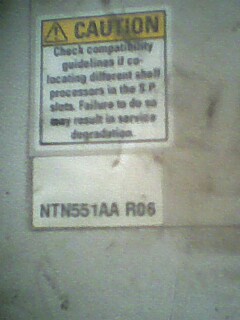 CAUTION
Check compatibility
guidelines if co-
locating different shelf
processors in the S.P.
slots. Failure to do so
may result in service
degradation.
NTN551AA R06